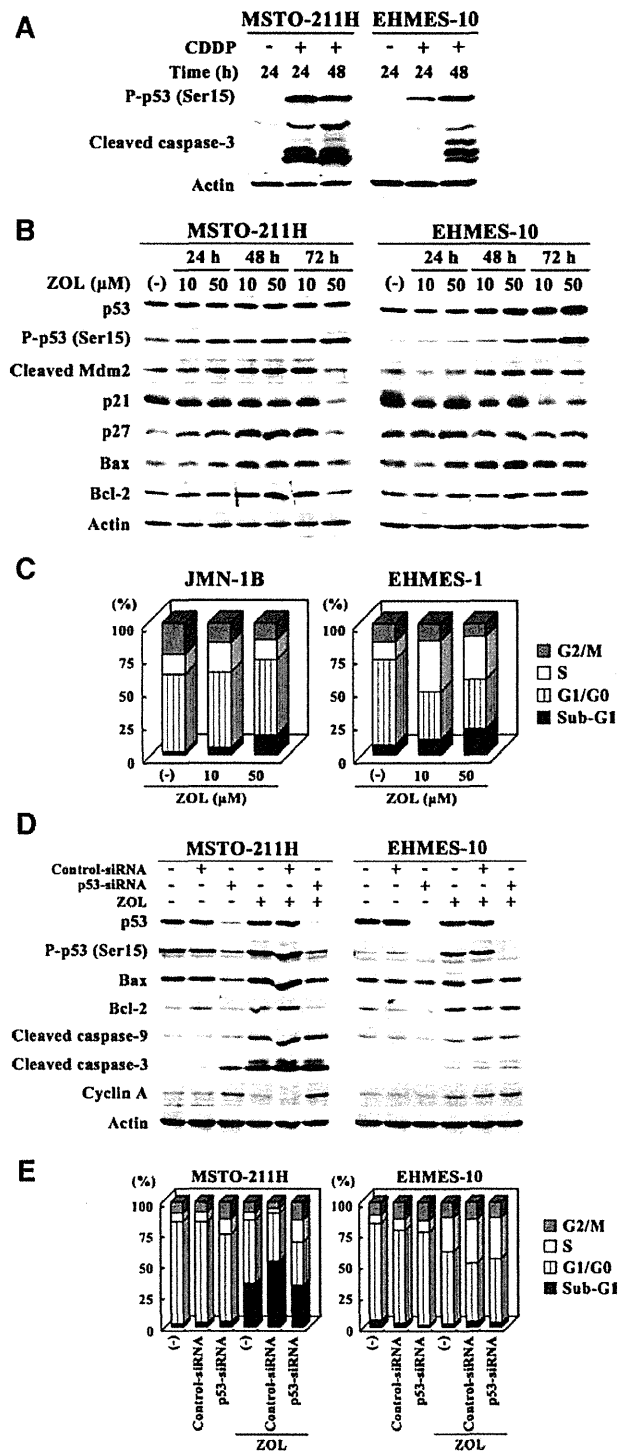 A
MSTO-211H EHMES-10
CDDP - + + - + +
Time (h) 24 24 48 24 24 48
P-p53 (Ser15)
Cleaved caspase-3
Actin
B
MSTO-211H EHMES-10
24 h 48 h 72 h 24 h 48 h 72 h
ZOL (µM) (-) 10 50 10 50 10 50 (-) 10 50 10 50 10 50
p53
P-p53 (Ser15)
Cleaved Mdm2
p21
p27
Bax
Bcl-2
Actin
C
JMN-1B EHMES-1
(%) (%)
100 100
75 75
50 50
25 25
0 0
G2/M
S
G1/G0
Sub-G1
(-) 10 50 (-) 10 50
ZOL (µM) ZOL (µM)
D
MSTO-211H EHMES-10
Control-siRNA - + - - + - - + - - + -
p53-siRNA - - + - - + - - + - - +
ZOL - - - + + + - - - + + +
p53
P-p53 (Ser15)
Bax
Bcl-2
Cleaved caspase-9
Cleaved caspase-3
Cyclin A
Actin
E
MSTO-211H EHMES-10
(%) (%)
100 100
75 75
50 50
25 25
0 0
G2/M
S
G1/G0
Sub-G1
(-) Control-siRNA p53-siRNA (-) Control-siRNA p53-siRNA (-) Control-siRNA p53-siRNA (-) Control-siRNA p53-siRNA
ZOL ZOL